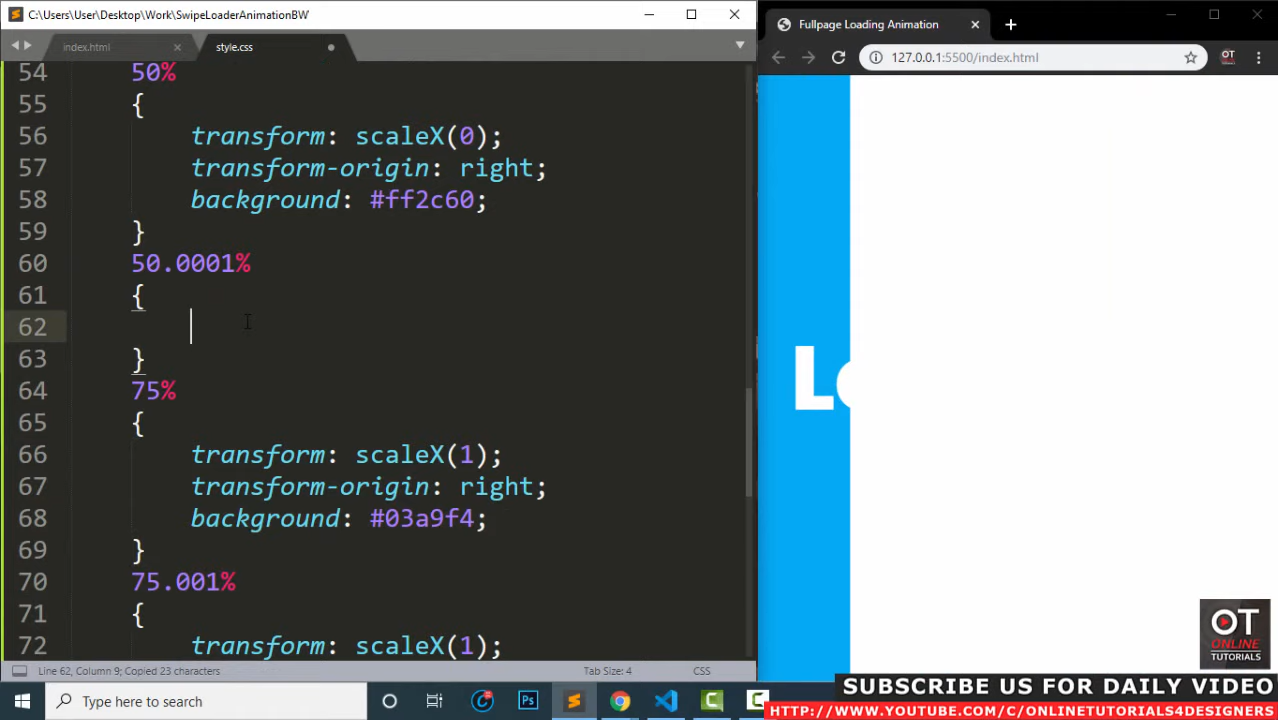 C:\Users\User\Desktop\Work\SwipeLoaderAnimationBW
index.html
style.css
54 50%
55 {
56 transform: scaleX(0);
57 transform-origin: right;
58 background: #ff2c60;
59 }
60 50.0001%
61 {
62
63 }
64 75%
65 {
66 transform: scaleX(1);
67 transform-origin: right;
68 background: #03a9f4;
69 }
70 75.001%
71 {
72 transform: scaleX(1);
Line 62, Column 9; Copied 23 characters
Tab Size: 4
CSS
Fullpage Loading Animation
127.0.0.1:5500/index.html
OT
Lo
OT
ONLINE
TUTORIALS
Type here to search
Ps
SUBSCRIBE US FOR DAILY VIDEO
HTTP://WWW.YOUTUBE.COM/C/ONLINETUTORIALS4DESIGNERS